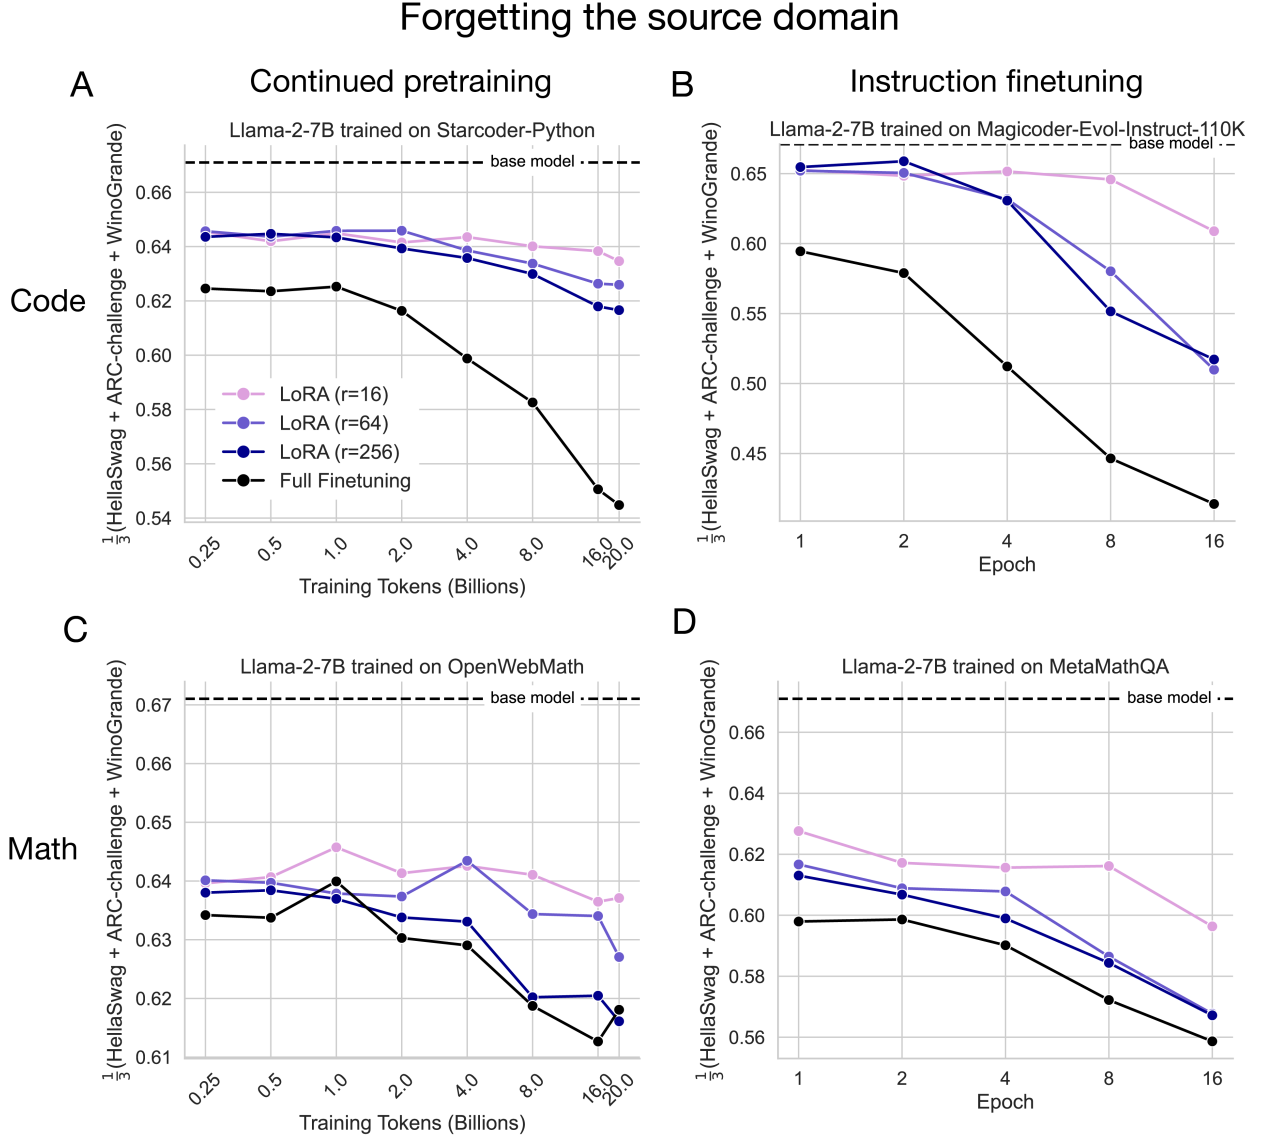 Forgetting the source domain
A
Continued pretraining
B
Instruction finetuning
Code
Llama-2-7B trained on Starcoder-Python
base model
1/3(HellaSwag + ARC-challenge + WinoGrande)
0.66
0.64
0.62
0.60
0.58
0.56
0.54
LoRA (r=16)
LoRA (r=64)
LoRA (r=256)
Full Finetuning
0.25
0.5
1.0
2.0
4.0
8.0
16.0
20.0
Training Tokens (Billions)
Llama-2-7B trained on Magicoder-Evol-Instruct-110K
base model
1/3(HellaSwag + ARC-challenge + WinoGrande)
0.65
0.60
0.55
0.50
0.45
1
2
4
8
16
Epoch
C
D
Math
Llama-2-7B trained on OpenWebMath
base model
1/3(HellaSwag + ARC-challenge + WinoGrande)
0.67
0.66
0.65
0.64
0.63
0.62
0.61
0.25
0.5
1.0
2.0
4.0
8.0
16.0
20.0
Training Tokens (Billions)
Llama-2-7B trained on MetaMathQA
base model
1/3(HellaSwag + ARC-challenge + WinoGrande)
0.66
0.64
0.62
0.60
0.58
0.56
1
2
4
8
16
Epoch